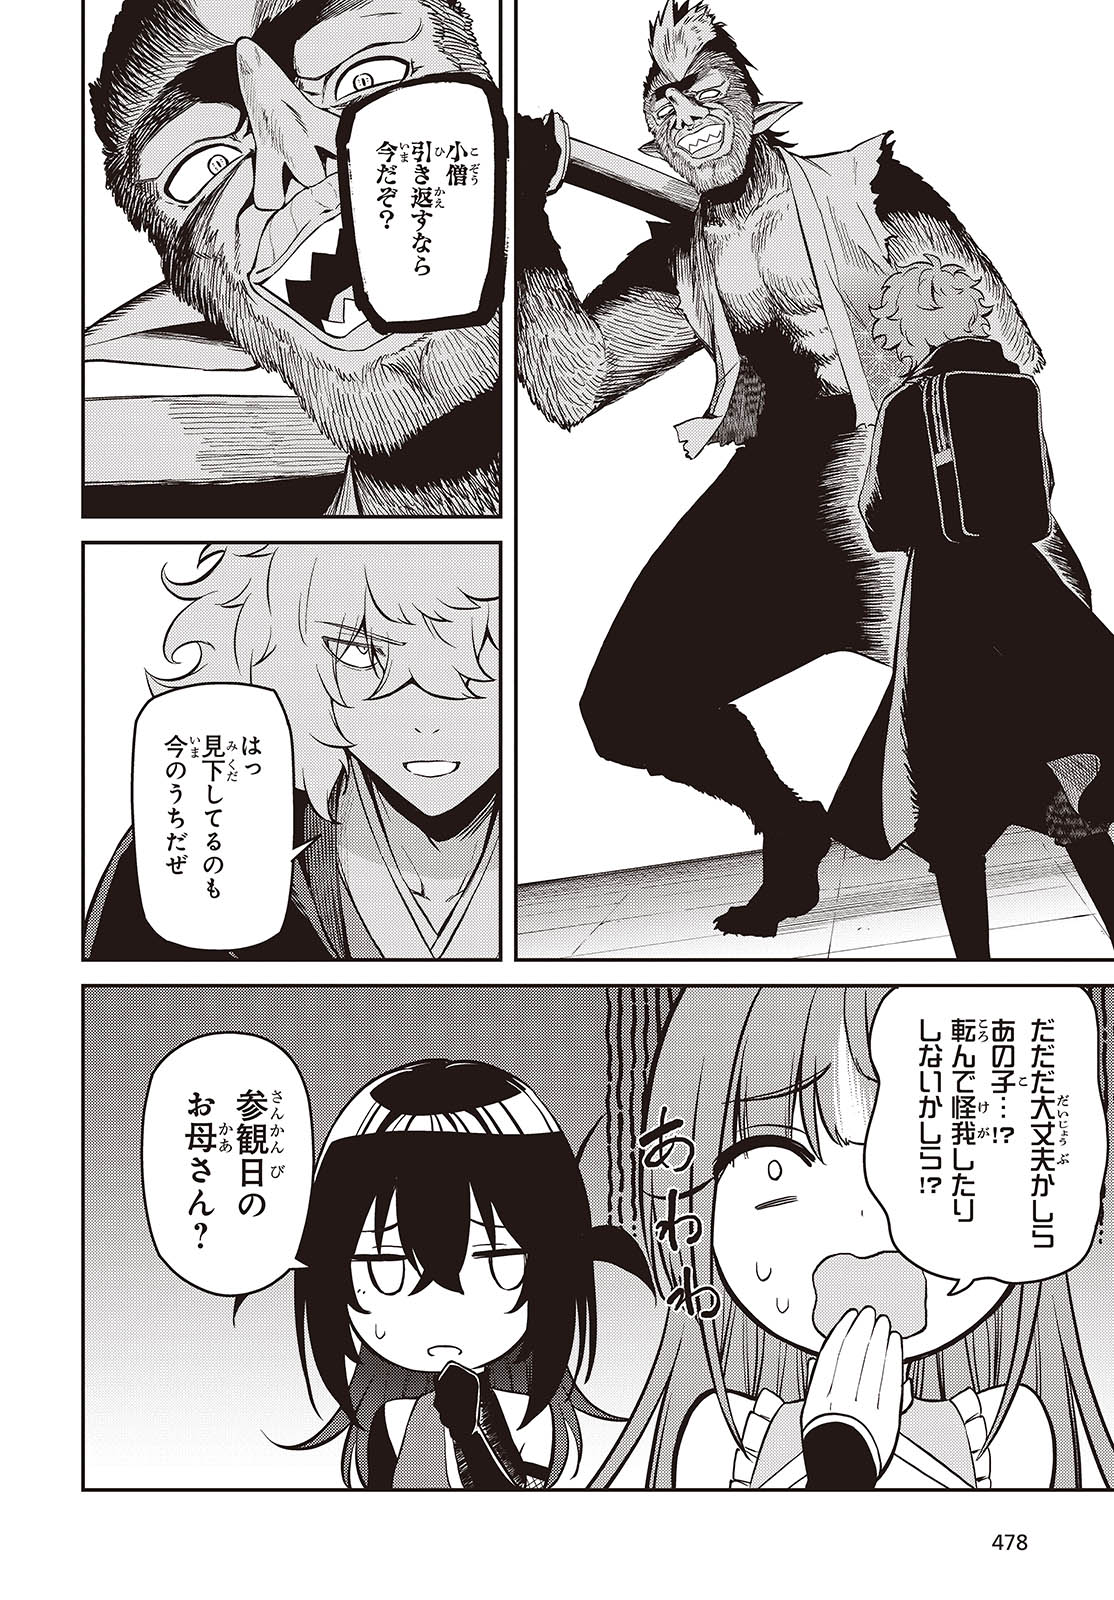 小僧
引き返すなら
今だぞ？
はっ
見下してるのも
今のうちだぜ
だだだ大丈夫かしら
あの子…!?
転んで怪我したり
しないかしら!?
あわわわ
参観日の
お母さん？
478